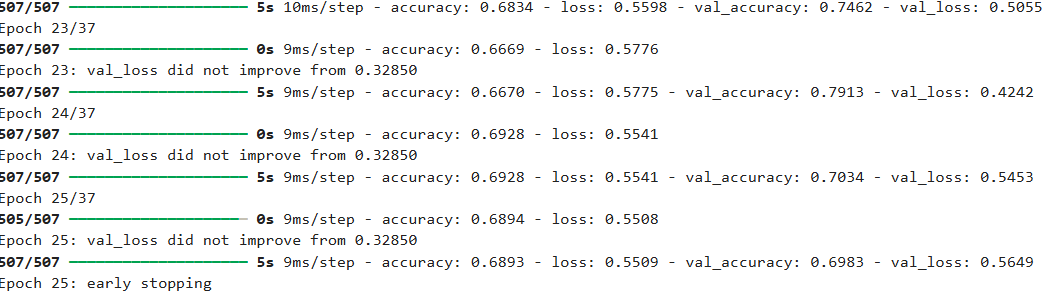 507/507 ━━━━━━━━━━━━━━━━━━━━ 5s 10ms/step - accuracy: 0.6834 - loss: 0.5598 - val_accuracy: 0.7462 - val_loss: 0.5055
Epoch 23/37
507/507 ━━━━━━━━━━━━━━━━━━━━ 0s 9ms/step - accuracy: 0.6669 - loss: 0.5776
Epoch 23: val_loss did not improve from 0.32850
507/507 ━━━━━━━━━━━━━━━━━━━━ 5s 9ms/step - accuracy: 0.6670 - loss: 0.5775 - val_accuracy: 0.7913 - val_loss: 0.4242
Epoch 24/37
507/507 ━━━━━━━━━━━━━━━━━━━━ 0s 9ms/step - accuracy: 0.6928 - loss: 0.5541
Epoch 24: val_loss did not improve from 0.32850
507/507 ━━━━━━━━━━━━━━━━━━━━ 5s 9ms/step - accuracy: 0.6928 - loss: 0.5541 - val_accuracy: 0.7034 - val_loss: 0.5453
Epoch 25/37
505/507 ━━━━━━━━━━━━━━━━━━━━ 0s 9ms/step - accuracy: 0.6894 - loss: 0.5508
Epoch 25: val_loss did not improve from 0.32850
507/507 ━━━━━━━━━━━━━━━━━━━━ 5s 9ms/step - accuracy: 0.6893 - loss: 0.5509 - val_accuracy: 0.6983 - val_loss: 0.5649
Epoch 25: early stopping